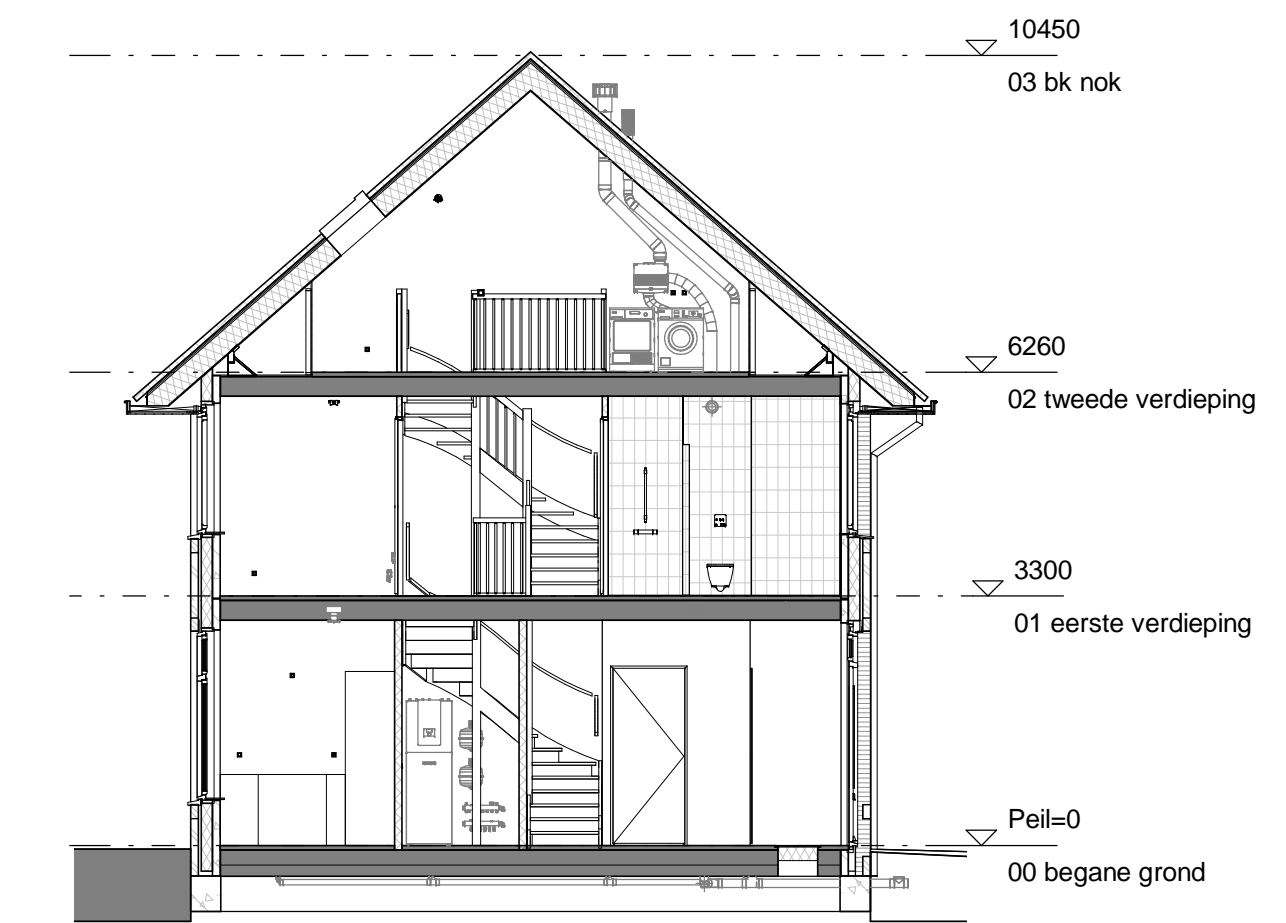 10450
03 bk nok
6260
02 tweede verdieping
3300
01 eerste verdieping
Peil=0
00 begane grond